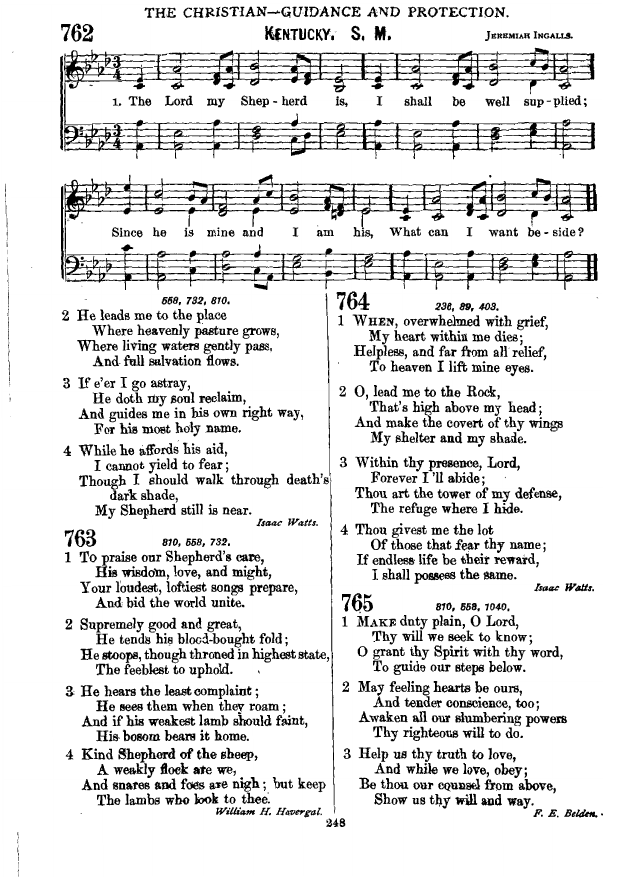 THE CHRISTIAN—GUIDANCE AND PROTECTION.
762 KENTUCKY. S. M. JEREMIAH INGALLS.
1. The Lord my Shep-herd is, I shall be well sup-plied;
Since he is mine and I am his, What can I want be-side?
558, 732, 810.
2 He leads me to the place
Where heavenly pasture grows,
Where living waters gently pass,
And full salvation flows.
3 If e'er I go astray,
He doth my soul reclaim,
And guides me in his own right way,
For his most holy name.
4 While he affords his aid,
I cannot yield to fear;
Though I should walk through death's
dark shade,
My Shepherd still is near.
Isaac Watts.
763 810, 558, 732.
1 To praise our Shepherd's care,
His wisdom, love, and might,
Your loudest, loftiest songs prepare,
And bid the world unite.
2 Supremely good and great,
He tends his blood-bought fold;
He stoops, though throned in highest state,
The feeblest to uphold.
3 He hears the least complaint;
He sees them when they roam;
And if his weakest lamb should faint,
His bosom bears it home.
4 Kind Shepherd of the sheep,
A weakly flock are we,
And snares and foes are nigh; but keep
The lambs who look to thee.
William H. Havergal.
764 236, 89, 403.
1 WHEN, overwhelmed with grief,
My heart within me dies;
Helpless, and far from all relief,
To heaven I lift mine eyes.
2 O, lead me to the Rock,
That's high above my head;
And make the covert of thy wings
My shelter and my shade.
3 Within thy presence, Lord,
Forever I'll abide;
Thou art the tower of my defense,
The refuge where I hide.
4 Thou givest me the lot
Of those that fear thy name;
If endless life be their reward,
I shall possess the same.
Isaac Watts.
765 810, 558, 1040.
1 MAKE duty plain, O Lord,
Thy will we seek to know;
O grant thy Spirit with thy word,
To guide our steps below.
2 May feeling hearts be ours,
And tender conscience, too;
Awaken all our slumbering powers
Thy righteous will to do.
3 Help us thy truth to love,
And while we love, obey;
Be thou our counsel from above,
Show us thy will and way.
F. E. Belden.
248